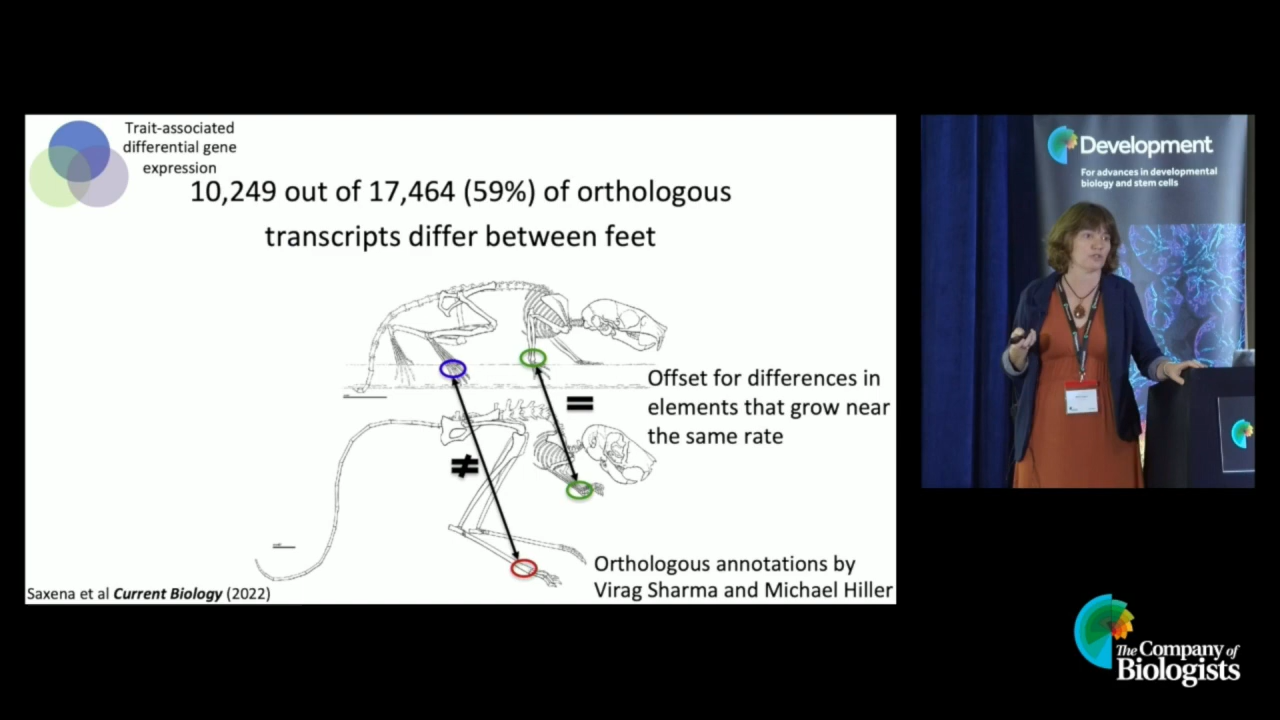 Trait-associated
differential gene
expression
10,249 out of 17,464 (59%) of orthologous
transcripts differ between feet
=
Offset for differences in
elements that grow near
the same rate
≠
Orthologous annotations by
Virag Sharma and Michael Hiller
Saxena et al Current Biology (2022)
Development
For advances in developmental
biology and stem cells
The Company of
Biologists